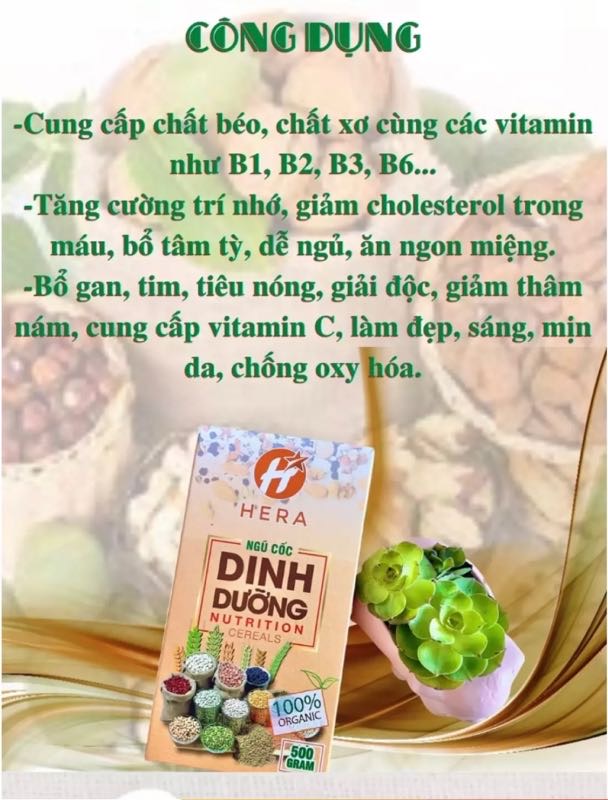 CÔNG DỤNG
-Cung cấp chất béo, chất xơ cùng các vitamin
như B1, B2, B3, B6...
-Tăng cường trí nhớ, giảm cholesterol trong
máu, bổ tâm tỳ, dễ ngủ, ăn ngon miệng.
-Bổ gan, tim, tiêu nóng, giải độc, giảm thâm
nám, cung cấp vitamin C, làm đẹp, sáng, mịn
da, chống oxy hóa.
H
HERA
NGŨ CỐC
DINH
DƯỠNG
NUTRITION
CEREALS
100%
ORGANIC
500
GRAM